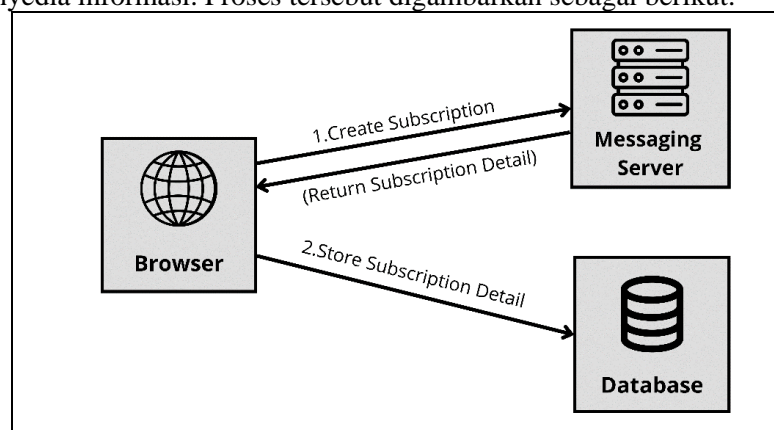 yedia informasi. Proses tersebut digambarkan sebagai berikut:
1.Create Subscription
(Return Subscription Detail)
Messaging
Server
Browser
2.Store Subscription Detail
Database